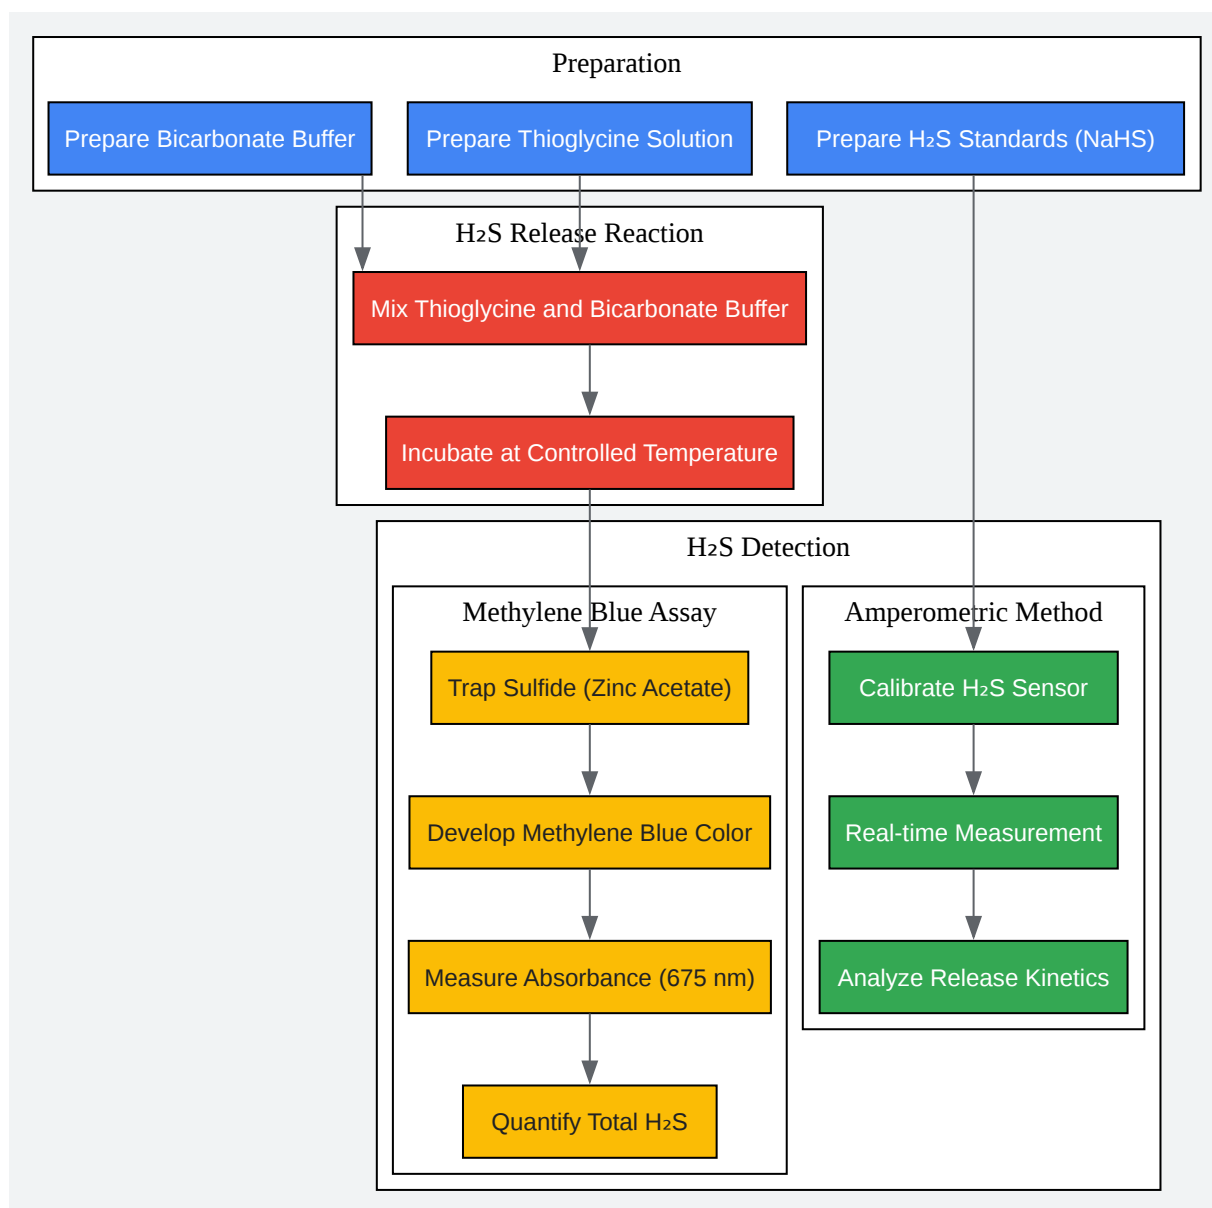 Preparation
Prepare Bicarbonate Buffer
Prepare Thioglycine Solution
Prepare H₂S Standards (NaHS)
H₂S Release Reaction
Mix Thioglycine and Bicarbonate Buffer
Incubate at Controlled Temperature
H₂S Detection
Methylene Blue Assay
Trap Sulfide (Zinc Acetate)
Develop Methylene Blue Color
Measure Absorbance (675 nm)
Quantify Total H₂S
Amperometric Method
Calibrate H₂S Sensor
Real-time Measurement
Analyze Release Kinetics